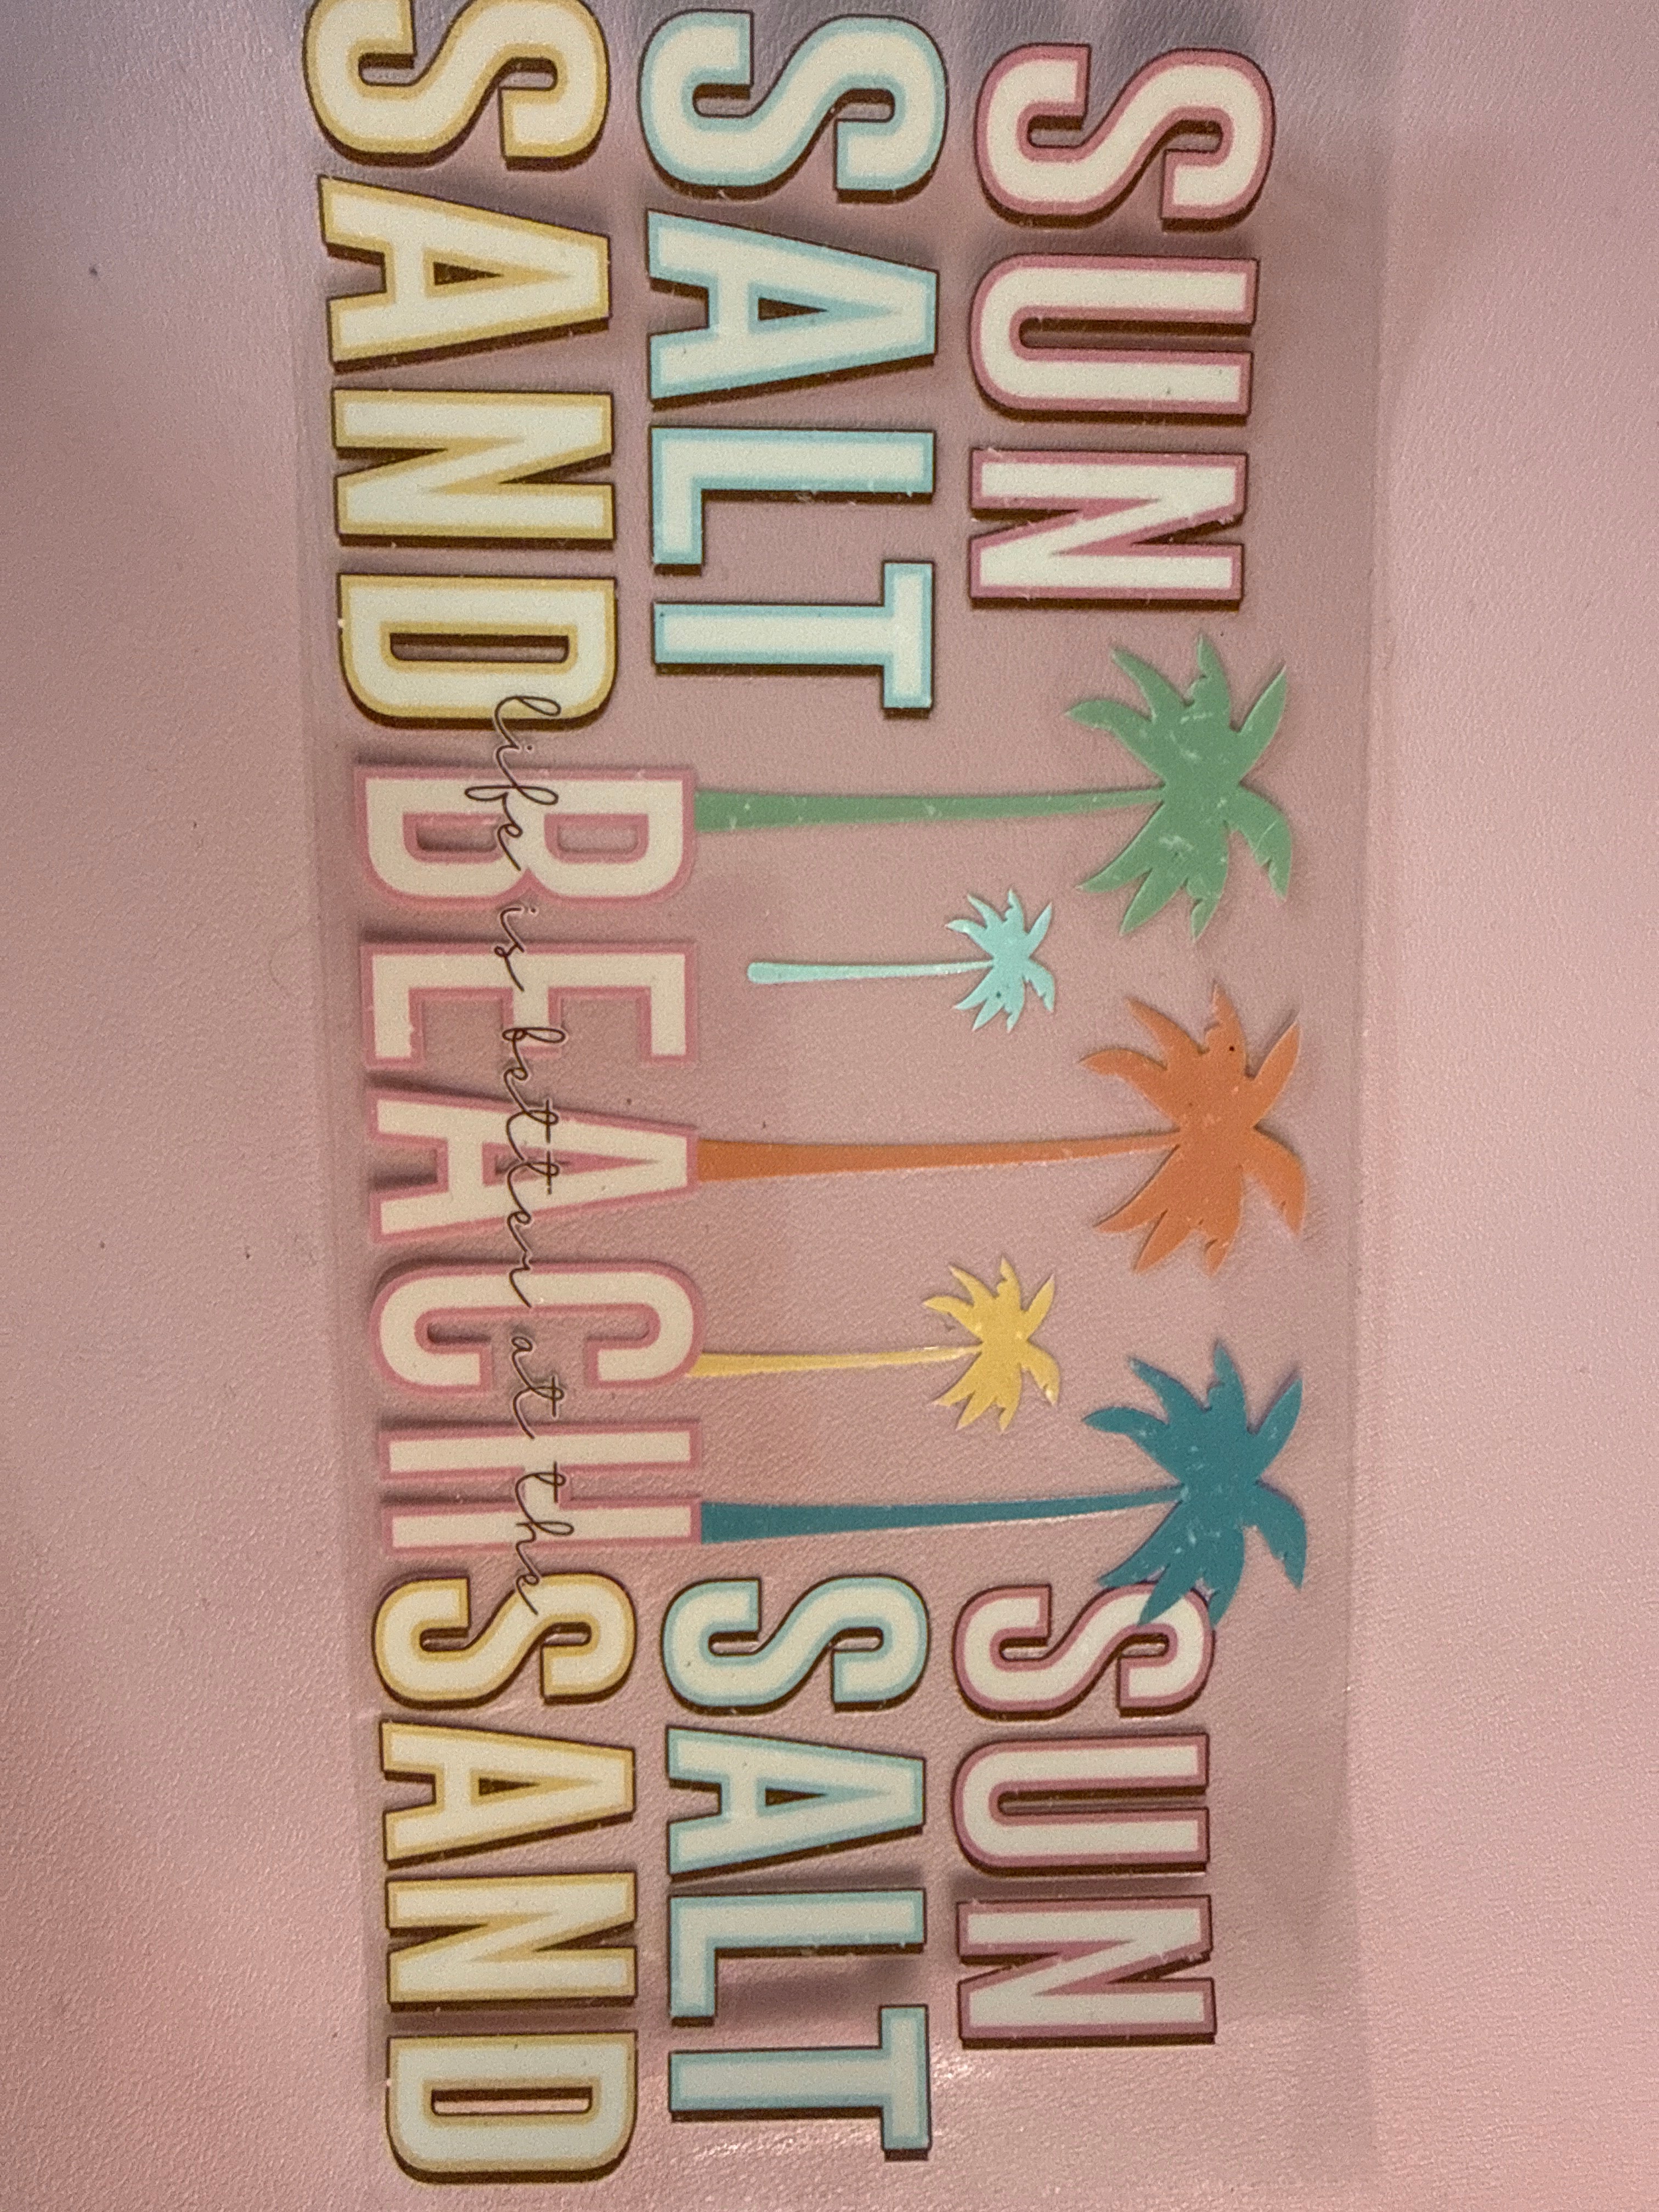 SUN
SALT
SAND
life is better at the
BEACH
SUN
SALT
SAND